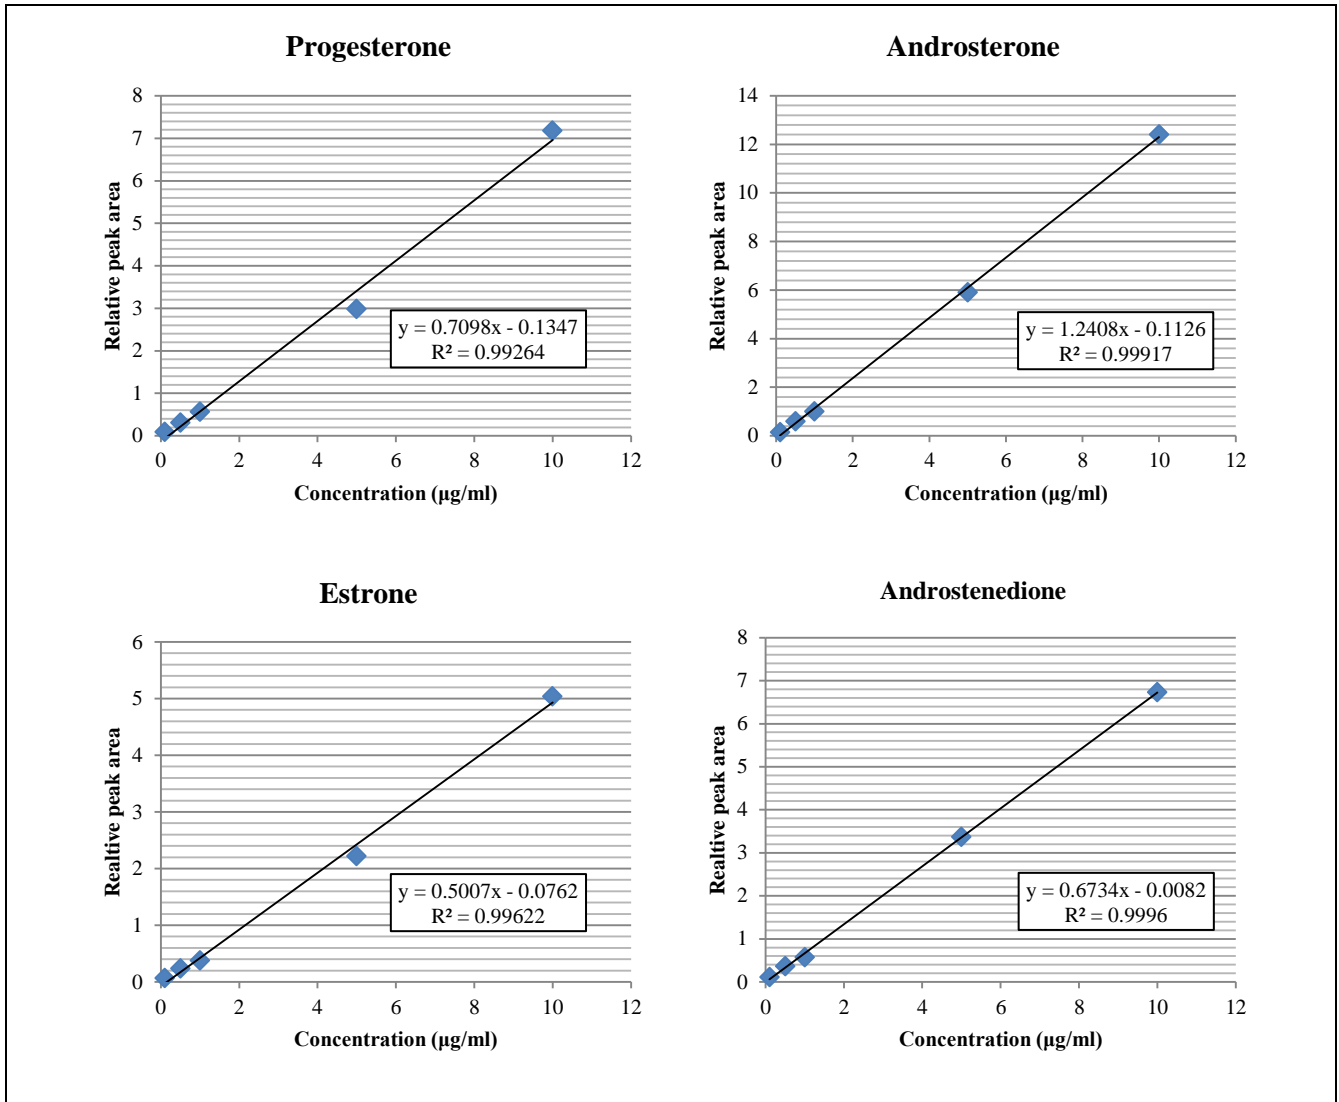 Progesterone
8
7
6
5
4
3
2
1
0
Relative peak area
y = 0.7098x - 0.1347
R² = 0.99264
0 2 4 6 8 10 12
Concentration (µg/ml)
Androsterone
14
12
10
8
6
4
2
0
Relative peak area
y = 1.2408x - 0.1126
R² = 0.99917
0 2 4 6 8 10 12
Concentration (µg/ml)
Estrone
6
5
4
3
2
1
0
Realtive peak area
y = 0.5007x - 0.0762
R² = 0.99622
0 2 4 6 8 10 12
Concentration (µg/ml)
Androstenedione
8
7
6
5
4
3
2
1
0
Realtive peak area
y = 0.6734x - 0.0082
R² = 0.9996
0 2 4 6 8 10 12
Concentration (µg/ml)